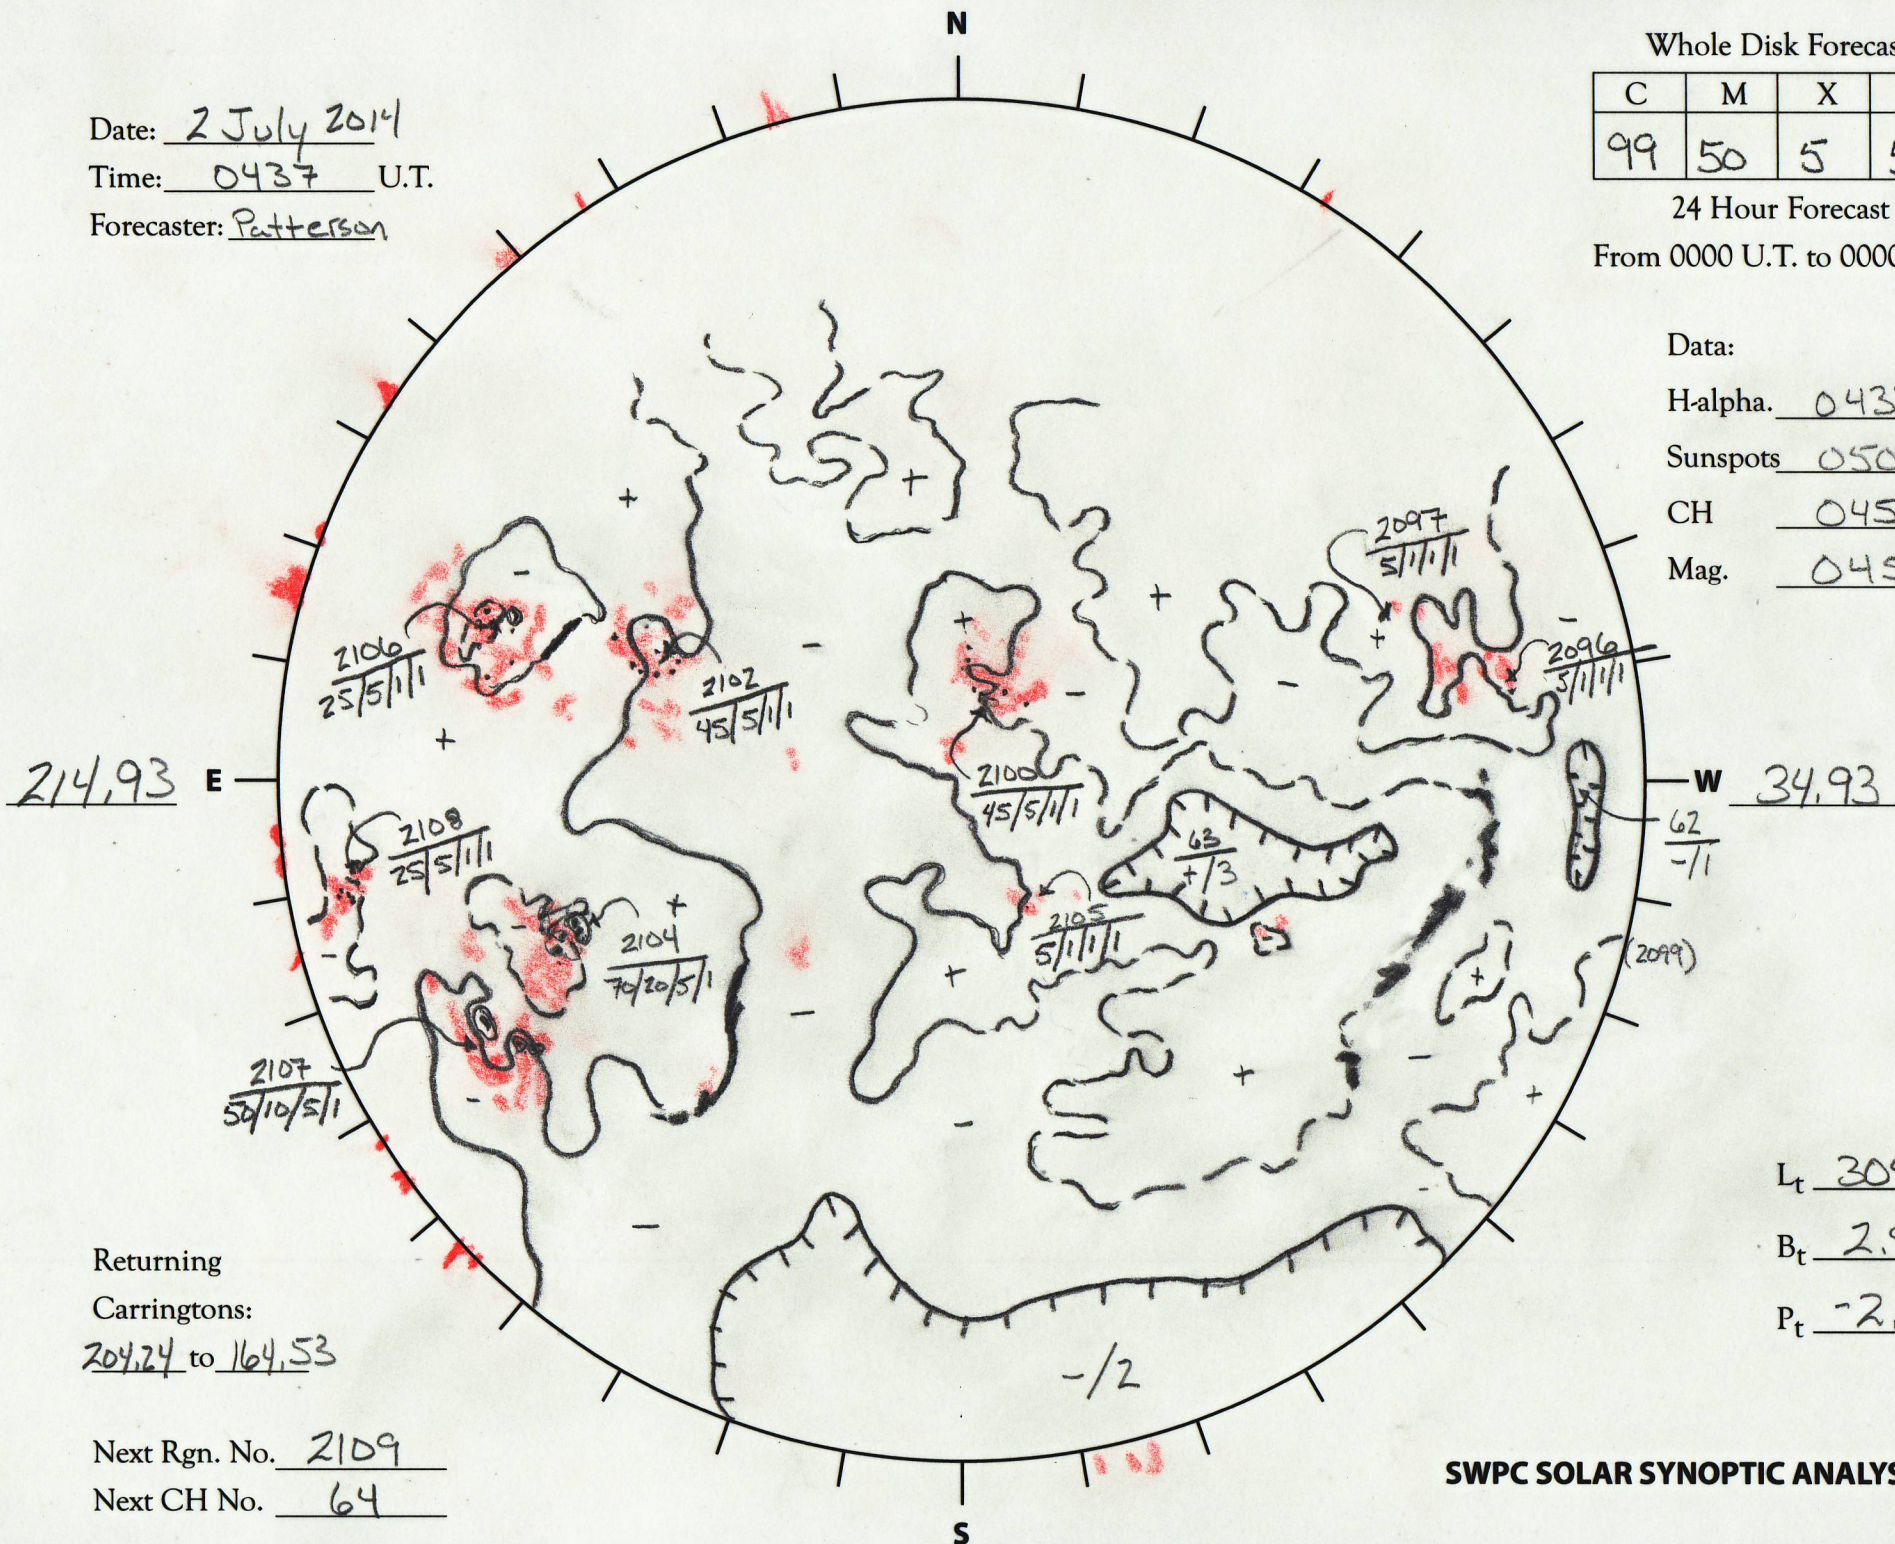 N
Whole Disk Forecas
C M X
99 50 5
24 Hour Forecast
From 0000 U.T. to 0000
Date: 2 July 2014
Time: 0437 U.T.
Forecaster: Patterson
Data:
H-alpha. 043
Sunspots 050
CH 045
Mag. 045
2097
5/1/1/1
2096
5/1/1/1
2106
25/5/1/1
2102
45/5/1/1
2100
45/5/1/1
214.93 E
W 34.93
62
-/1
2108
25/5/1/1
63
+/3
2104
70/20/5/1
2105
5/1/1/1
(2099)
2107
50/10/5/1
Lt 309
Bt 2.
Pt -2.
Returning
Carringtons:
204.24 to 164.53
-/2
Next Rgn. No. 2109
Next CH No. 64
SWPC SOLAR SYNOPTIC ANALYS
S